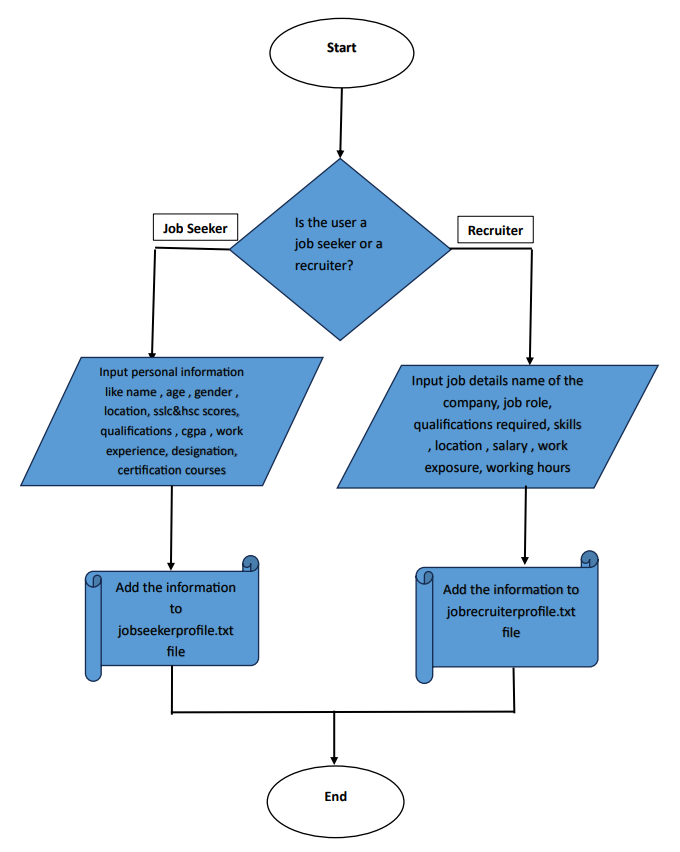 Start
Is the user a
job seeker or a
recruiter?
Job Seeker
Recruiter
Input personal information
like name , age , gender ,
location, sslc&hsc scores,
qualifications , cgpa , work
experience, designation,
certification courses
Input job details name of the
company, job role,
qualifications required, skills
, location , salary , work
exposure, working hours
Add the information
to
jobseekerprofile.txt
file
Add the information to
jobrecruiterprofile.txt
file
End